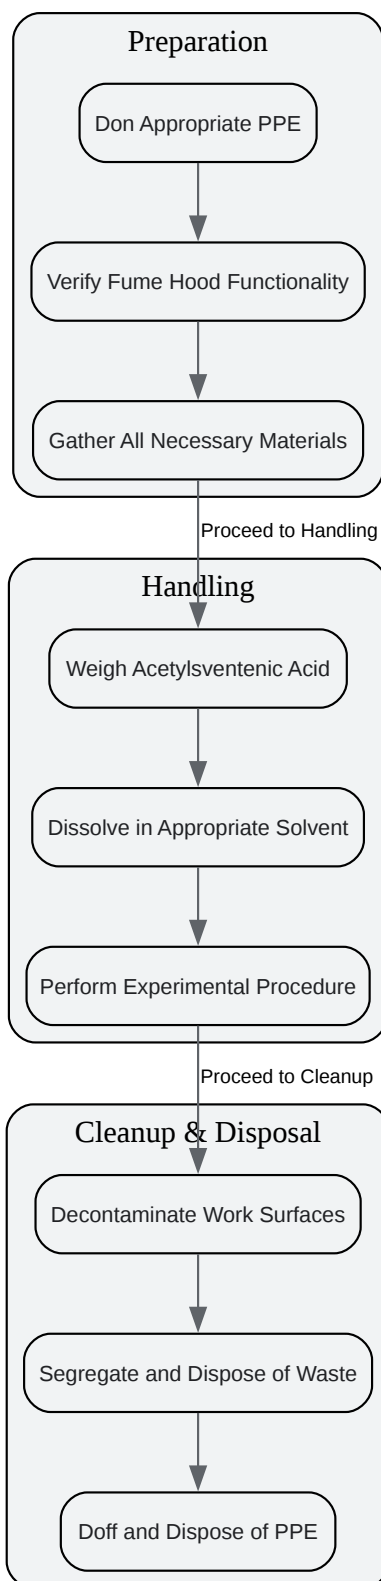 Preparation
Don Appropriate PPE
Verify Fume Hood Functionality
Gather All Necessary Materials
Proceed to Handling
Handling
Weigh Acetylsventenic Acid
Dissolve in Appropriate Solvent
Perform Experimental Procedure
Proceed to Cleanup
Cleanup & Disposal
Decontaminate Work Surfaces
Segregate and Dispose of Waste
Doff and Dispose of PPE